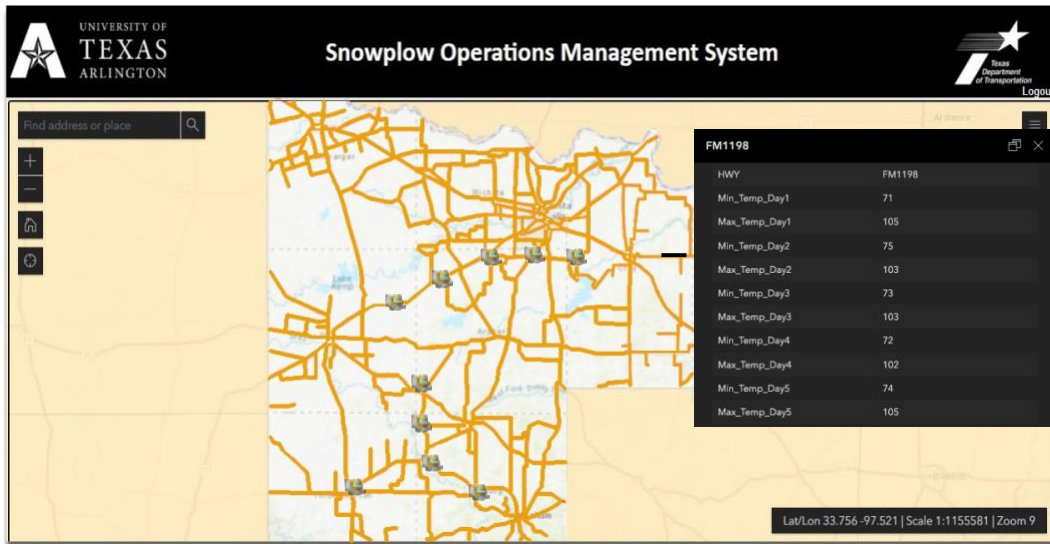 UNIVERSITY OF
TEXAS
ARLINGTON
Snowplow Operations Management System
Texas
Department
of Transportation
Logou
Find address or place
Ardmore
FM1198
HWY FM1198
Min_Temp_Day1 71
Max_Temp_Day1 105
Min_Temp_Day2 75
Max_Temp_Day2 103
Min_Temp_Day3 73
Max_Temp_Day3 103
Min_Temp_Day4 72
Max_Temp_Day4 102
Min_Temp_Day5 74
Max_Temp_Day5 105
Lat/Lon 33.756 -97.521 | Scale 1:1155581 | Zoom 9